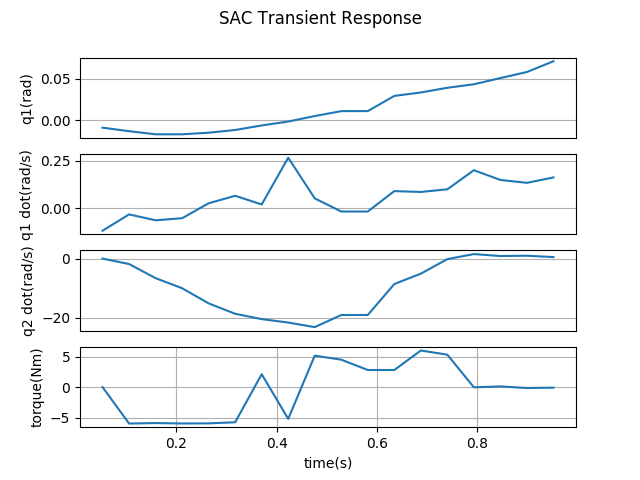 SAC Transient Response
q1(rad)
0.05
0.00
q1 dot(rad/s)
0.25
0.00
q2 dot(rad/s)
0
−20
torque(Nm)
5
0
−5
0.2 0.4 0.6 0.8
time(s)